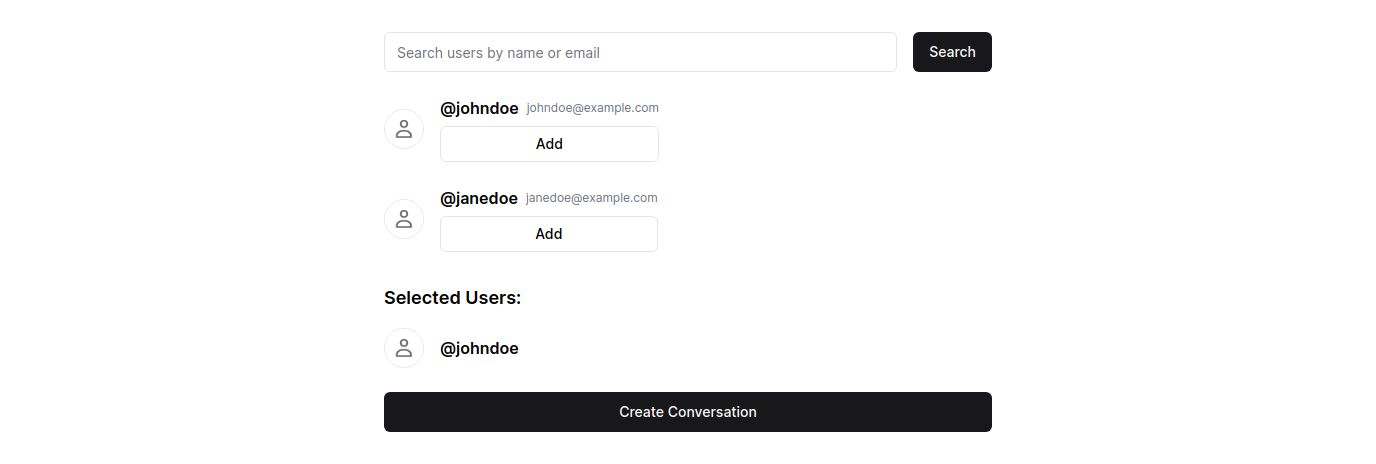 Search users by name or email
Search
@johndoe johndoe@example.com
Add
@janedoe janedoe@example.com
Add
Selected Users:
@johndoe
Create Conversation